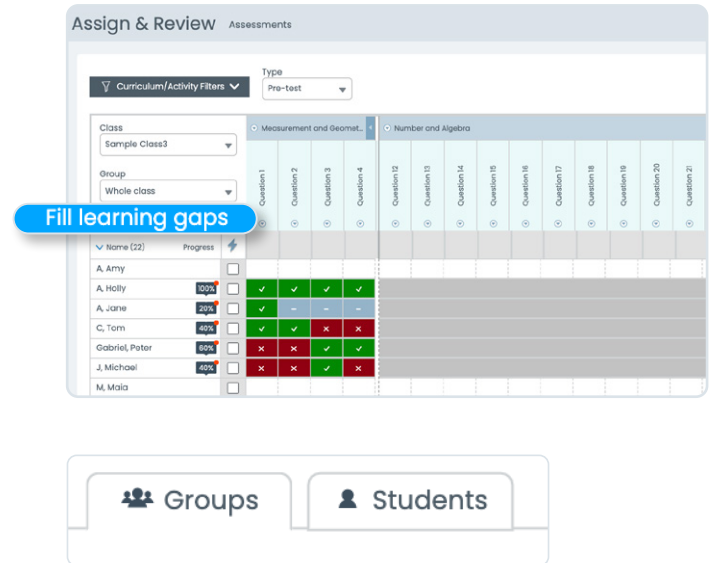 Assign & Review Assessments
Type
Curriculum/Activity Filters
Pre-test
Class
Measurement and Geomet...
Number and Algebra
Sample Class3
Group
Whole class
Question 1
Question 2
Question 3
Question 4
Question 12
Question 13
Question 14
Question 15
Question 16
Question 17
Question 18
Question 19
Question 20
Question 21
Fill learning gaps
Name (22) Progress
A, Amy
A, Holly 100%
A, Jane 20%
C, Tom 40%
Gabriel, Peter 60%
J, Michael 40%
M, Maia
Groups
Students